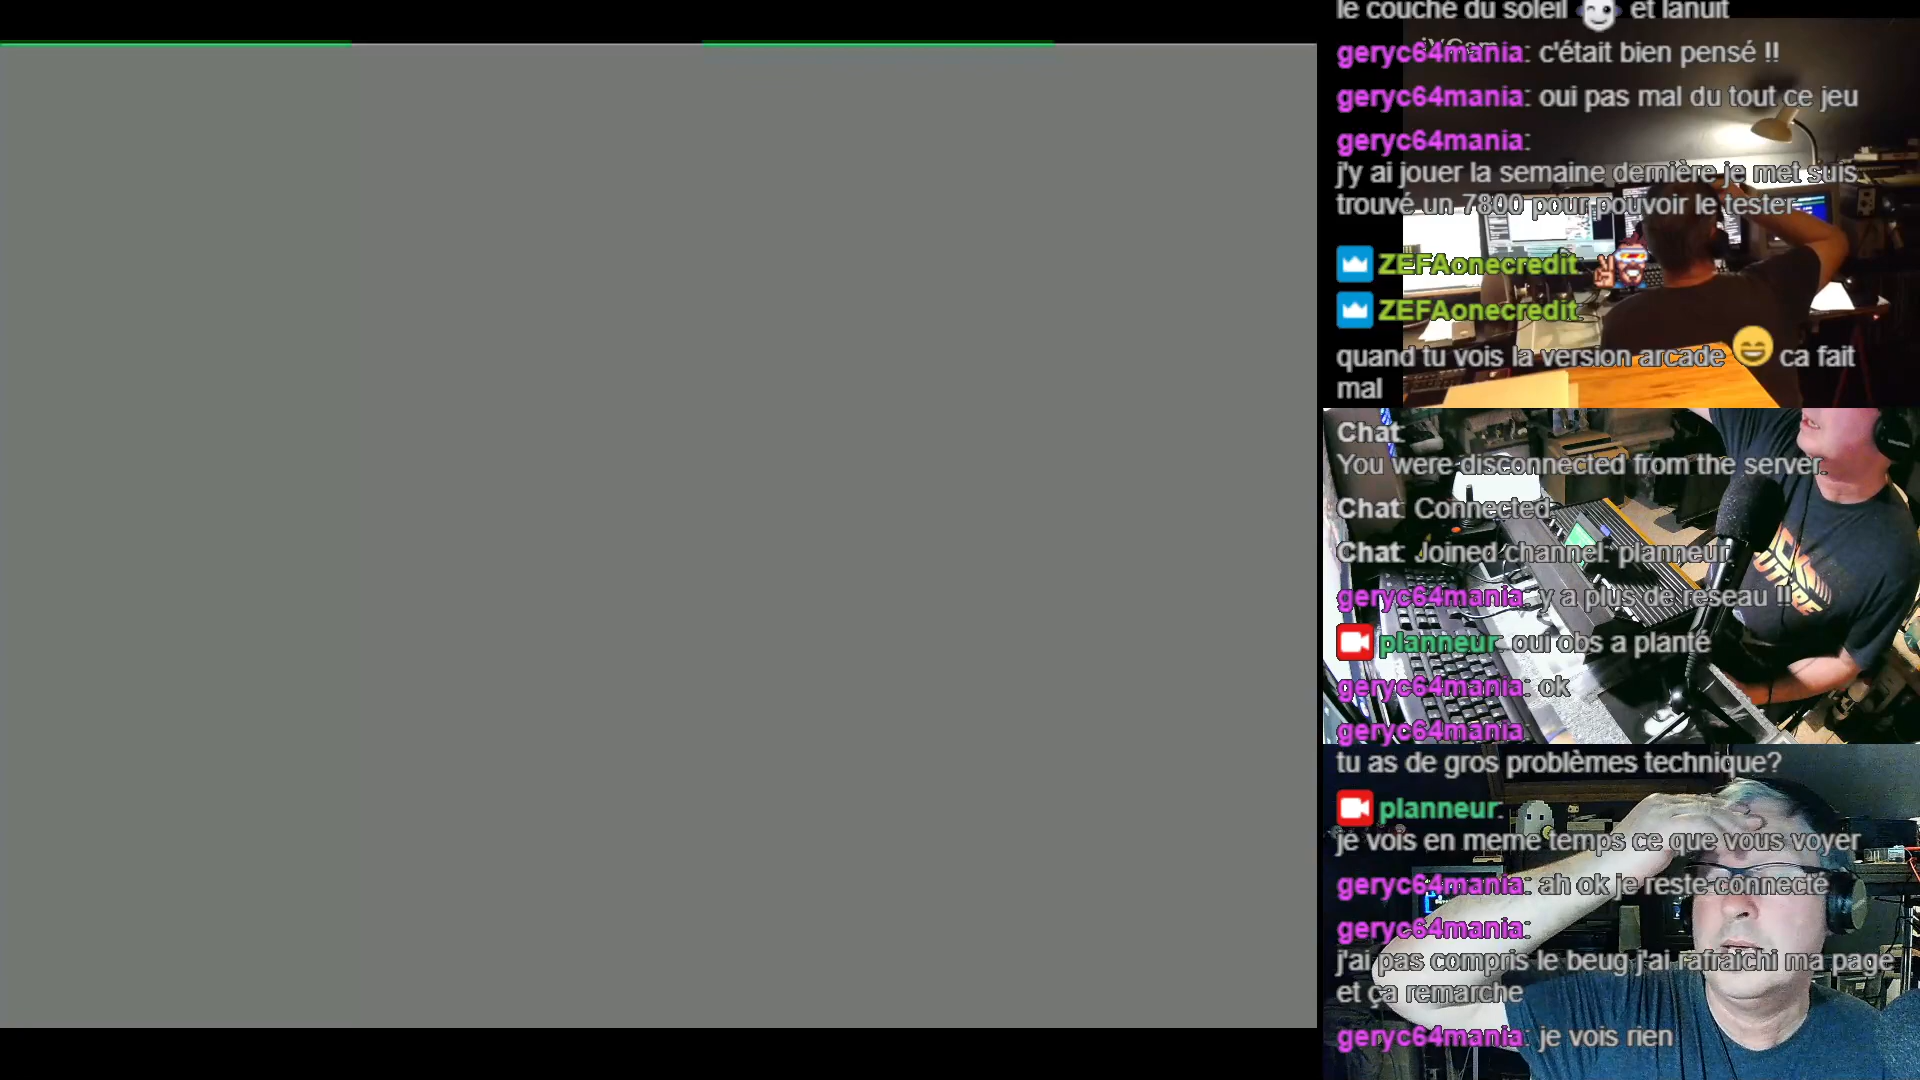 le couché du soleil et lanuit
geryc64mania: c'était bien pensé !!
geryc64mania: oui pas mal du tout ce jeu
geryc64mania:
j'y ai jouer la semaine dernière je met suis
trouvé un 7800 pour pouvoir le tester
ZEFAonecredit:
ZEFAonecredit:
quand tu vois la version arcade ca fait
mal
Chat:
You were disconnected from the server.
Chat: Connected
Chat: Joined channel: planneur
geryc64mania: y a plus de reseau !!
planneur: oui obs a planté
geryc64mania: ok
geryc64mania:
tu as de gros problèmes technique?
planneur:
je vois en meme temps ce que vous voyer
geryc64mania: ah ok je reste connecté
geryc64mania:
j'ai pas compris le beug j'ai rafraichi ma page
et ça remarche
geryc64mania: je vois rien